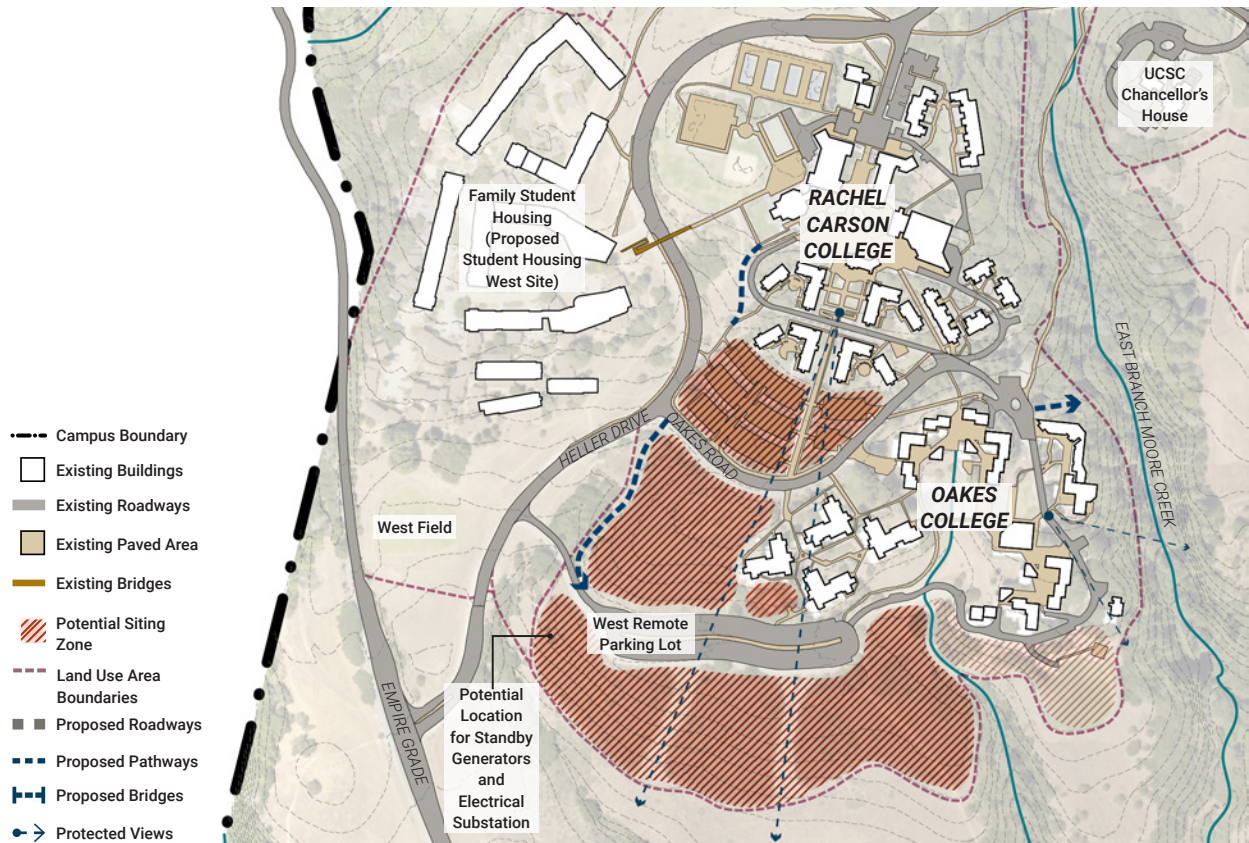 UCSC
Chancellor's
House
RACHEL
CARSON
COLLEGE
Family Student
Housing
(Proposed
Student Housing
West Site)
EAST BRANCH MOORE CREEK
HELLER DRIVE
OAKES ROAD
OAKES
COLLEGE
West Field
West Remote
Parking Lot
EMPIRE GRADE
Potential
Location
for Standby
Generators
and
Electrical
Substation
Campus Boundary
Existing Buildings
Existing Roadways
Existing Paved Area
Existing Bridges
Potential Siting
Zone
Land Use Area
Boundaries
Proposed Roadways
Proposed Pathways
Proposed Bridges
Protected Views